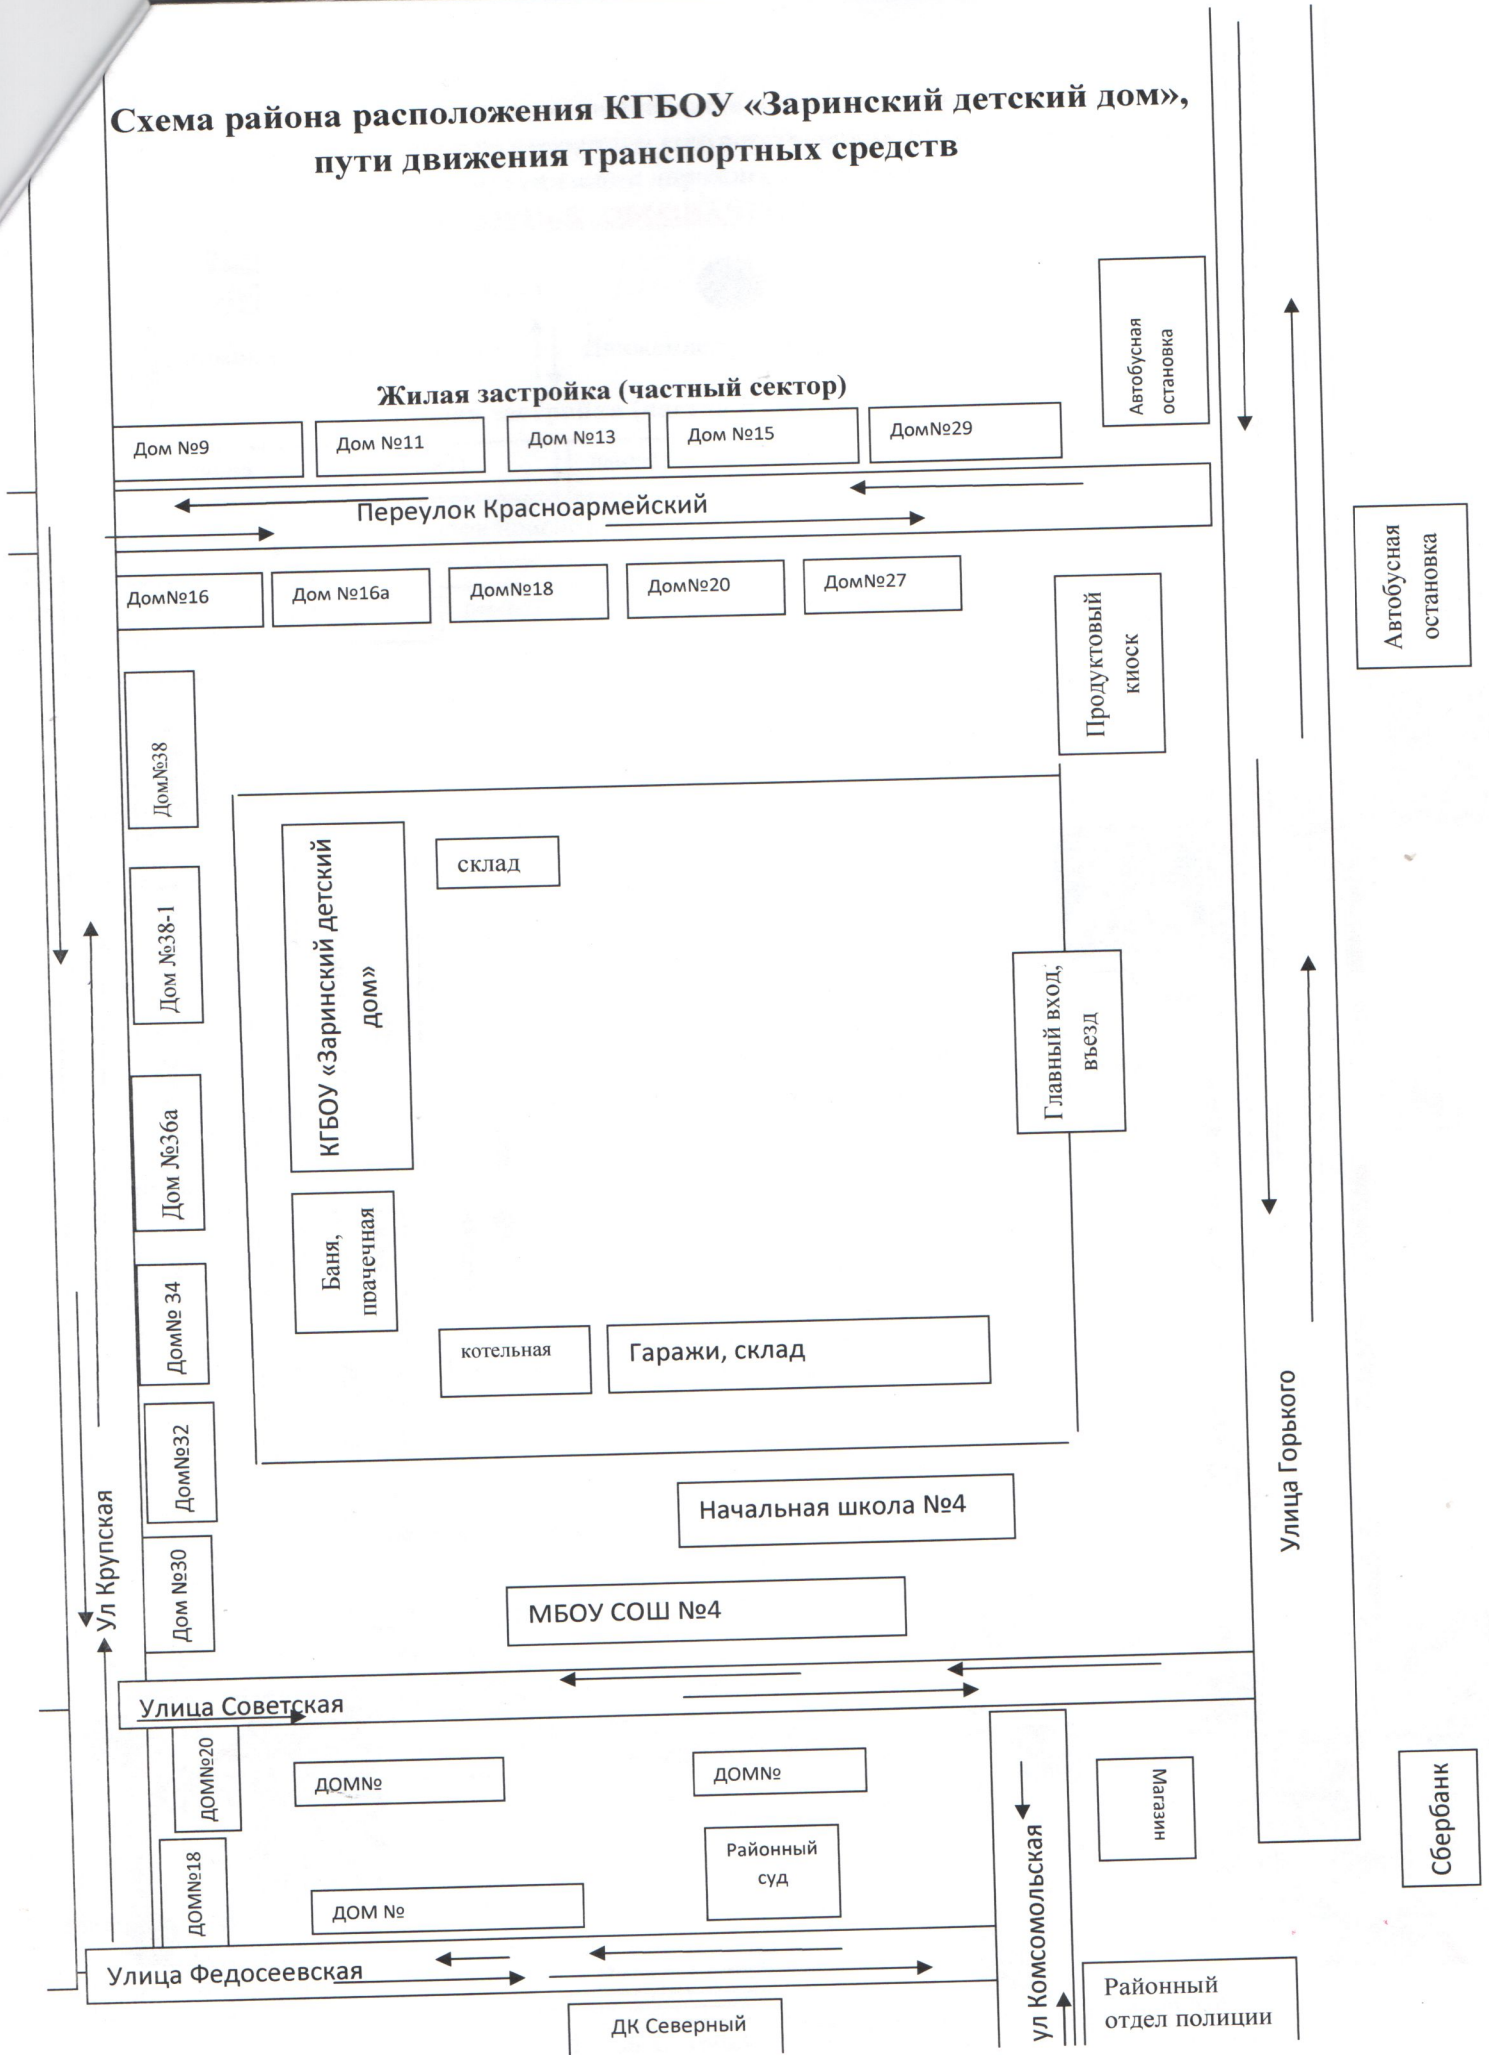 Схема района расположения КГБОУ «Заринский детский дом»,
пути движения транспортных средств
Автобусная
остановка
Жилая застройка (частный сектор)
Дом №9
Дом №11
Дом №13
Дом №15
Дом№29
Переулок Красноармейский
Автобусная
остановка
Дом№16
Дом №16а
Дом№18
Дом№20
Дом№27
Продуктовый
киоск
Дом№38
КГБОУ «Заринский детский
дом»
склад
Дом №38-1
Главный вход,
въезд
Дом №36а
Баня,
прачечная
Дом№ 34
котельная
Гаражи, склад
Дом№32
Улица Горького
Ул Крупская
Начальная школа №4
Дом №30
МБОУ СОШ №4
Улица Советская
ДОМ№20
ДОМ№
ДОМ№
Магазин
Сбербанк
ДОМ№18
Районный
суд
ДОМ №
ул Комсомольская
Улица Федосеевская
Районный
отдел полиции
ДК Северный